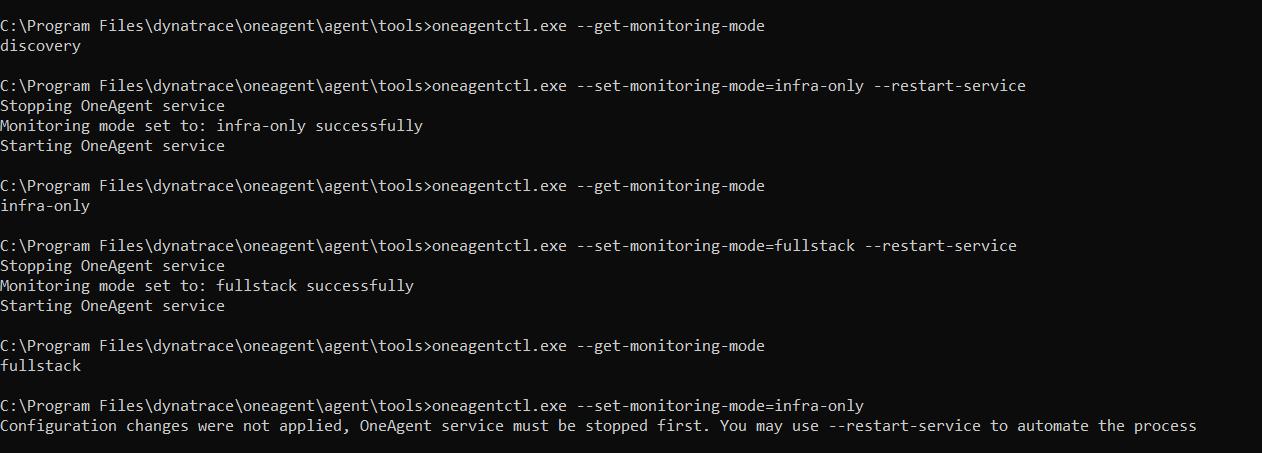 C:\Program Files\dynatrace\oneagent\agent\tools>oneagentctl.exe --get-monitoring-mode
discovery
C:\Program Files\dynatrace\oneagent\agent\tools>oneagentctl.exe --set-monitoring-mode=infra-only --restart-service
Stopping OneAgent service
Monitoring mode set to: infra-only successfully
Starting OneAgent service
C:\Program Files\dynatrace\oneagent\agent\tools>oneagentctl.exe --get-monitoring-mode
infra-only
C:\Program Files\dynatrace\oneagent\agent\tools>oneagentctl.exe --set-monitoring-mode=fullstack --restart-service
Stopping OneAgent service
Monitoring mode set to: fullstack successfully
Starting OneAgent service
C:\Program Files\dynatrace\oneagent\agent\tools>oneagentctl.exe --get-monitoring-mode
fullstack
C:\Program Files\dynatrace\oneagent\agent\tools>oneagentctl.exe --set-monitoring-mode=infra-only
Configuration changes were not applied, OneAgent service must be stopped first. You may use --restart-service to automate the process